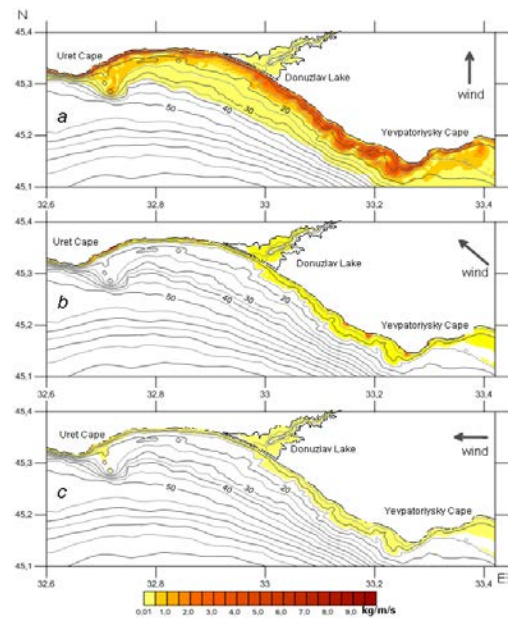 N
45,4
Uret Cape
45,3
Donuzlav Lake
wind
a
50
40
30
20
45,2
Yevpatoriysky Cape
45,1
32,6 32,8 33 33,2 33,4
45,4
Uret Cape
45,3
Donuzlav Lake
wind
b
50
40
30
20
45,2
Yevpatoriysky Cape
45,1
32,6 32,8 33 33,2 33,4
45,4
Uret Cape
45,3
Donuzlav Lake
wind
c
50
40
30
20
45,2
Yevpatoriysky Cape
45,1
32,6 32,8 33 33,2 33,4 E
0,01 1,0 2,0 3,0 4,0 5,0 6,0 7,0 8,0 9,0 kg/m/s